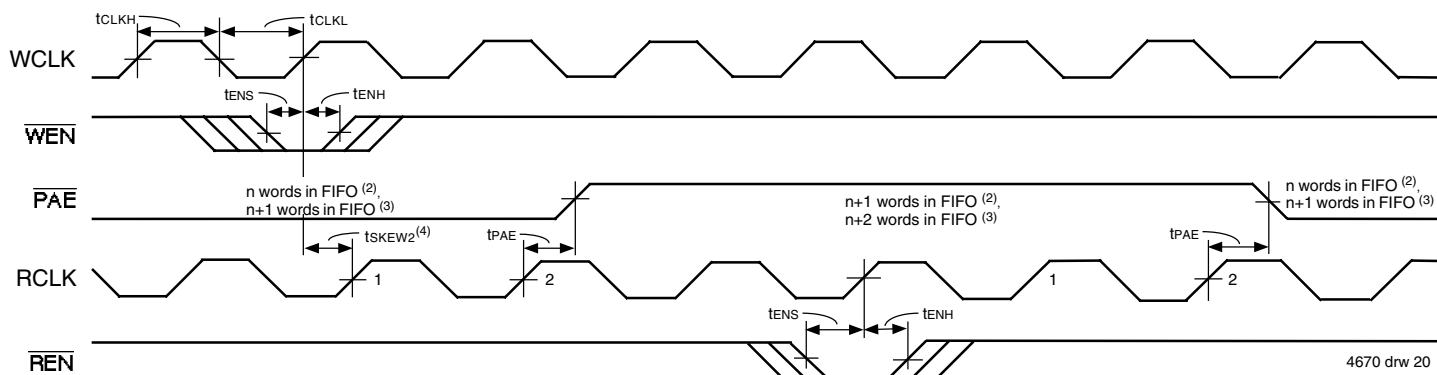 tCLKH tCLKL
WCLK
tENS tENH
WEN
PAE
n words in FIFO (2),
n+1 words in FIFO (3)
n+1 words in FIFO (2),
n+2 words in FIFO (3)
n words in FIFO (2),
n+1 words in FIFO (3)
tSKEW2(4) tPAE tPAE
RCLK 1 2 1 2
tENS tENH
REN
4670 drw 20